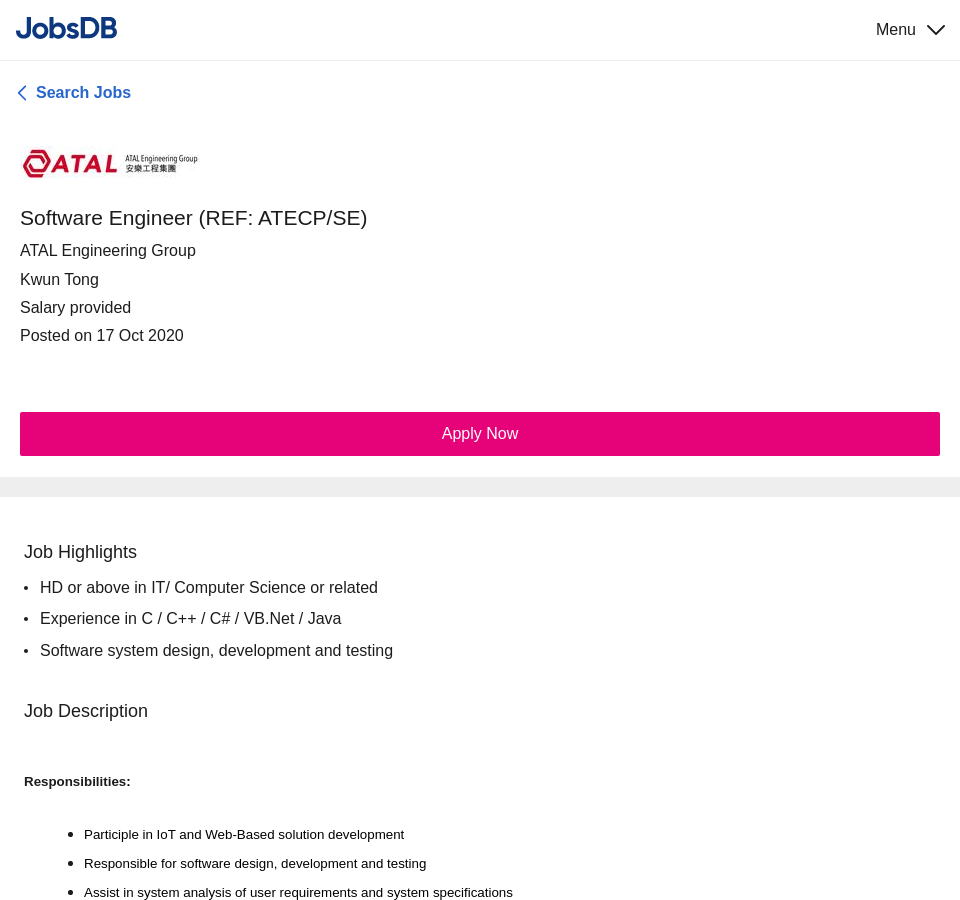 JobsDB
Menu
Search Jobs
ATAL
ATAL Engineering Group
安樂工程集團
Software Engineer (REF: ATECP/SE)
ATAL Engineering Group
Kwun Tong
Salary provided
Posted on 17 Oct 2020
Apply Now
Job Highlights
• HD or above in IT/ Computer Science or related
• Experience in C / C++ / C# / VB.Net / Java
• Software system design, development and testing
Job Description
Responsibilities:
• Participle in IoT and Web-Based solution development
• Responsible for software design, development and testing
• Assist in system analysis of user requirements and system specifications